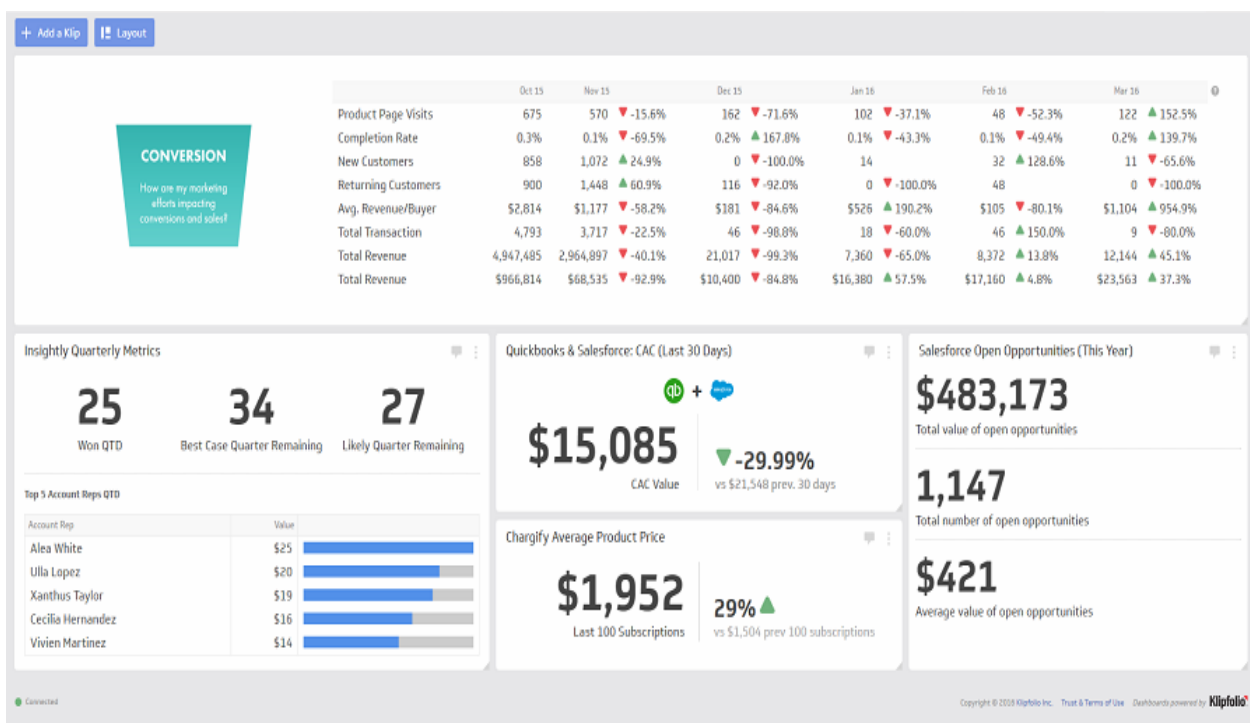 + Add a Klip Layout
CONVERSION
How are my marketing
efforts impacting
conversions and sales?
Oct 15 Nov 15 Dec 15 Jan 16 Feb 16 Mar 16
Product Page Visits 675 570 ▼ -15.6% 162 ▼ -71.6% 102 ▼ -37.1% 48 ▼ -52.3% 122 ▲ 152.5%
Completion Rate 0.3% 0.1% ▼ -69.5% 0.2% ▲ 167.8% 0.1% ▼ -43.3% 0.1% ▼ -49.4% 0.2% ▲ 139.7%
New Customers 858 1,072 ▲ 24.9% 0 ▼ -100.0% 14 32 ▲ 128.6% 11 ▼ -65.6%
Returning Customers 900 1,448 ▲ 60.9% 116 ▼ -92.0% 0 ▼ -100.0% 48 0 ▼ -100.0%
Avg. Revenue/Buyer $2,814 $1,177 ▼ -58.2% $181 ▼ -84.6% $526 ▲ 190.2% $105 ▼ -80.1% $1,104 ▲ 954.9%
Total Transaction 4,793 3,717 ▼ -22.5% 46 ▼ -98.8% 18 ▼ -60.0% 46 ▲ 150.0% 9 ▼ -80.0%
Total Revenue 4,947,485 2,964,897 ▼ -40.1% 21,017 ▼ -99.3% 7,360 ▼ -65.0% 8,372 ▲ 13.8% 12,144 ▲ 45.1%
Total Revenue $966,814 $68,535 ▼ -92.9% $10,400 ▼ -84.8% $16,380 ▲ 57.5% $17,160 ▲ 4.8% $23,563 ▲ 37.3%
Insightly Quarterly Metrics
25 34 27
Won QTD Best Case Quarter Remaining Likely Quarter Remaining
Top 5 Account Reps QTD
Account Rep Value
Alea White $25
Ulla Lopez $20
Xanthus Taylor $19
Cecilia Hernandez $16
Vivien Martinez $14
Quickbooks & Salesforce: CAC (Last 30 Days)
qb + salesforce
$15,085
CAC Value
▼ -29.99%
vs $21,548 prev. 30 days
Chargify Average Product Price
$1,952
Last 100 Subscriptions
29% ▲
vs $1,504 prev 100 subscriptions
Salesforce Open Opportunities (This Year)
$483,173
Total value of open opportunities
1,147
Total number of open opportunities
$421
Average value of open opportunities
Connected
Copyright © 2018 Klipfolio Inc. Trust & Terms of Use Dashboards powered by Klipfolio